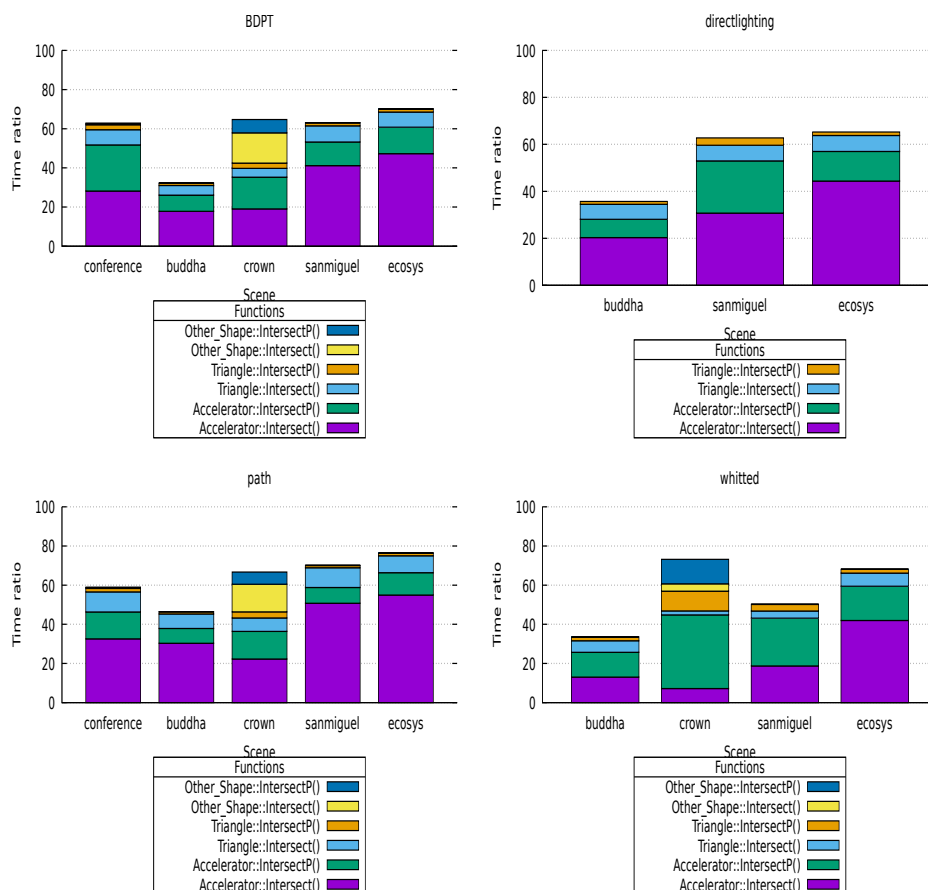 BDPT
100
80
60
40
20
0
Time ratio
conference buddha crown sanmiguel ecosys
Scene
Functions
Other_Shape::IntersectP()
Other_Shape::Intersect()
Triangle::IntersectP()
Triangle::Intersect()
Accelerator::IntersectP()
Accelerator::Intersect()
directlighting
100
80
60
40
20
0
Time ratio
buddha sanmiguel ecosys
Scene
Functions
Triangle::IntersectP()
Triangle::Intersect()
Accelerator::IntersectP()
Accelerator::Intersect()
path
100
80
60
40
20
0
Time ratio
conference buddha crown sanmiguel ecosys
Scene
Functions
Other_Shape::IntersectP()
Other_Shape::Intersect()
Triangle::IntersectP()
Triangle::Intersect()
Accelerator::IntersectP()
Accelerator::Intersect()
whitted
100
80
60
40
20
0
Time ratio
buddha crown sanmiguel ecosys
Scene
Functions
Other_Shape::IntersectP()
Other_Shape::Intersect()
Triangle::IntersectP()
Triangle::Intersect()
Accelerator::IntersectP()
Accelerator::Intersect()